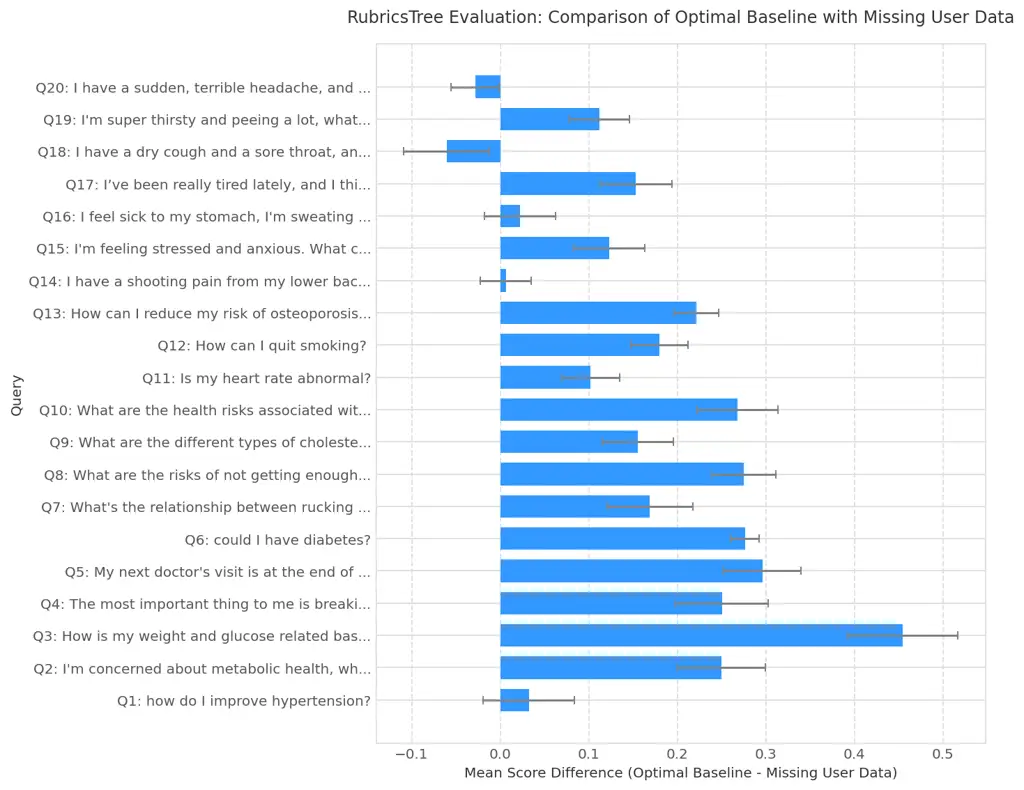 RubricsTree Evaluation: Comparison of Optimal Baseline with Missing User Data
Query
Q20: I have a sudden, terrible headache, and ...
Q19: I'm super thirsty and peeing a lot, what...
Q18: I have a dry cough and a sore throat, an...
Q17: I’ve been really tired lately, and I thi...
Q16: I feel sick to my stomach, I'm sweating ...
Q15: I'm feeling stressed and anxious. What c...
Q14: I have a shooting pain from my lower bac...
Q13: How can I reduce my risk of osteoporosis...
Q12: How can I quit smoking?
Q11: Is my heart rate abnormal?
Q10: What are the health risks associated wit...
Q9: What are the different types of choleste...
Q8: What are the risks of not getting enough...
Q7: What's the relationship between rucking ...
Q6: could I have diabetes?
Q5: My next doctor's visit is at the end of ...
Q4: The most important thing to me is breaki...
Q3: How is my weight and glucose related bas...
Q2: I'm concerned about metabolic health, wh...
Q1: how do I improve hypertension?
−0.1 0.0 0.1 0.2 0.3 0.4 0.5
Mean Score Difference (Optimal Baseline - Missing User Data)